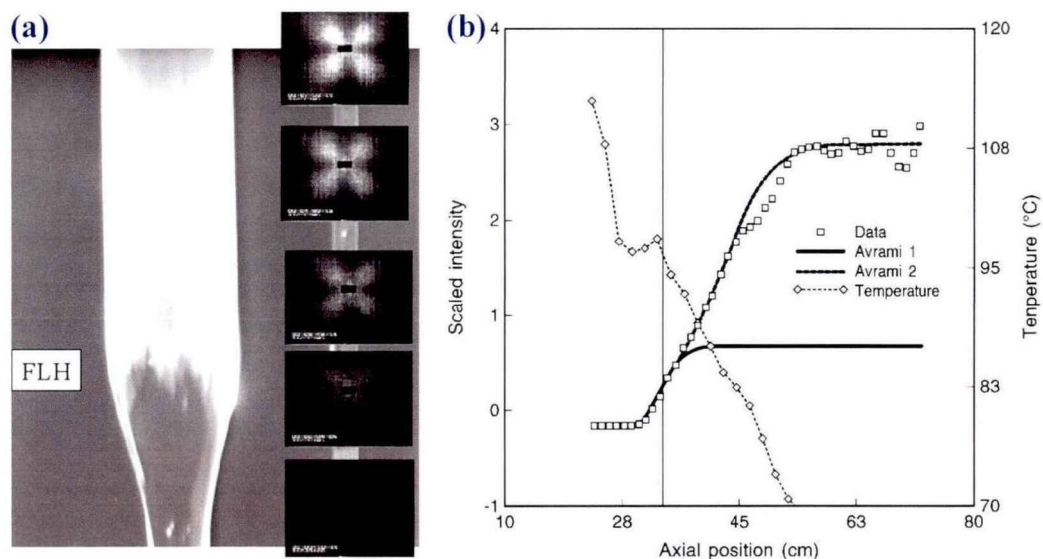 (a)
FLH
(b)
4
3
2
1
0
-1
Scaled intensity
120
108
95
83
70
Tenperature (°C)
Data
Avrami 1
Avrami 2
Temperature
10 28 45 63 80
Axial position (cm)